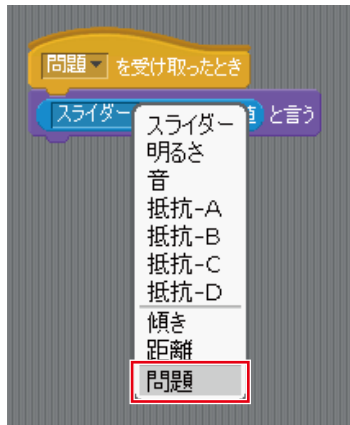 問題 を受け取ったとき
スライダー 値 と言う
スライダー
明るさ
音
抵抗-A
抵抗-B
抵抗-C
抵抗-D
傾き
距離
問題